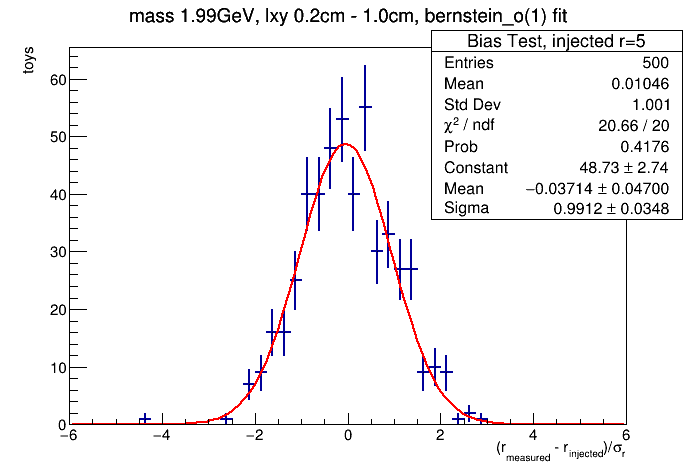 mass 1.99GeV, lxy 0.2cm - 1.0cm, bernstein_o(1) fit
Bias Test, injected r=5
Entries 500
Mean 0.01046
Std Dev 1.001
χ² / ndf 20.66 / 20
Prob 0.4176
Constant 48.73 ± 2.74
Mean −0.03714 ± 0.04700
Sigma 0.9912 ± 0.0348
toys
60
50
40
30
20
10
0
−6 −4 −2 0 2 4 6
(r_measured - r_injected)/σ_r